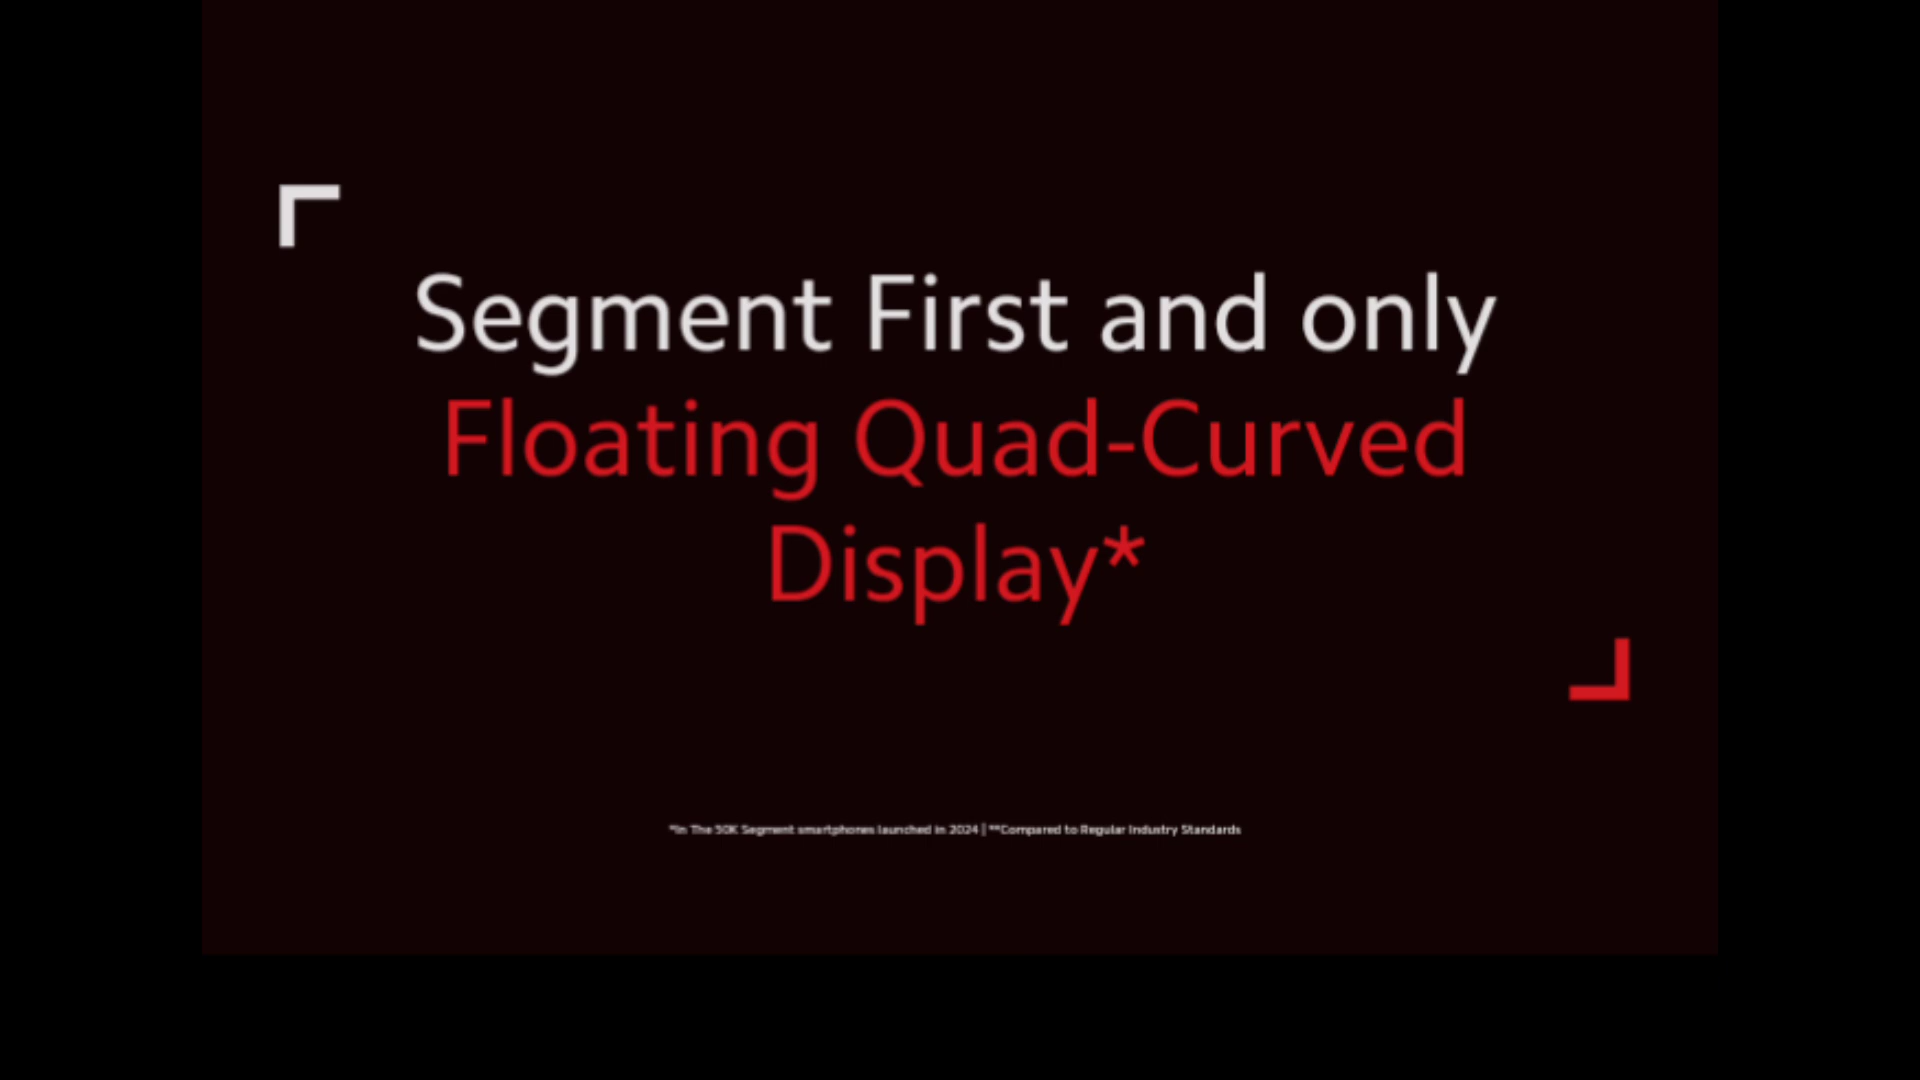 Segment First and only
Floating Quad-Curved
Display*
*In The 50K Segment smartphones launched in 2024 | **Compared to Regular Industry Standards